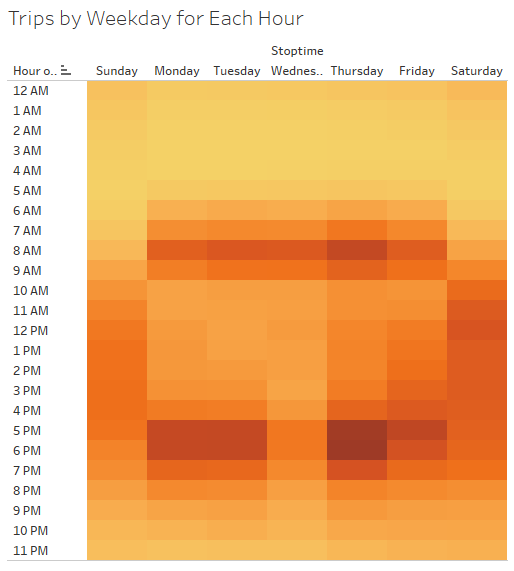 Trips by Weekday for Each Hour
Stoptime
Hour o.. Sunday Monday Tuesday Wednes.. Thursday Friday Saturday
12 AM
1 AM
2 AM
3 AM
4 AM
5 AM
6 AM
7 AM
8 AM
9 AM
10 AM
11 AM
12 PM
1 PM
2 PM
3 PM
4 PM
5 PM
6 PM
7 PM
8 PM
9 PM
10 PM
11 PM